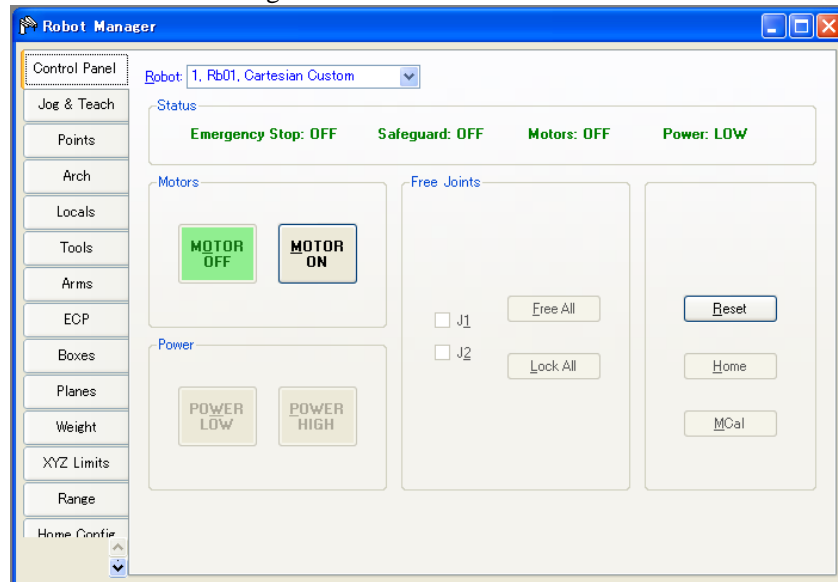 Robot Manager
Control Panel
Jog & Teach
Points
Arch
Locals
Tools
Arms
ECP
Boxes
Planes
Weight
XYZ Limits
Range
Home Config
Robot: 1, Rb01, Cartesian Custom
Status
Emergency Stop: OFF Safeguard: OFF Motors: OFF Power: LOW
Motors
MOTOR OFF
MOTOR ON
Power
POWER LOW
POWER HIGH
Free Joints
J1
J2
Free All
Lock All
Reset
Home
MCal